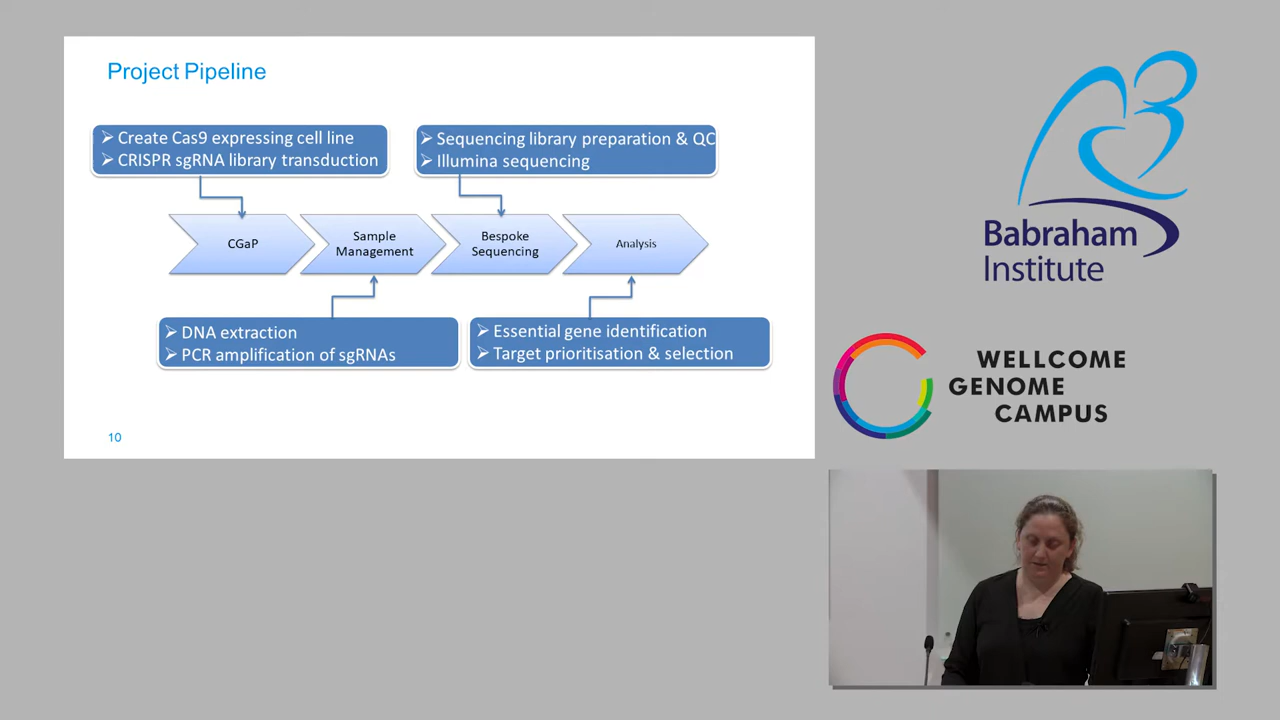 Project Pipeline
➢ Create Cas9 expressing cell line
➢ CRISPR sgRNA library transduction
➢ Sequencing library preparation & QC
➢ Illumina sequencing
CGaP
Sample
Management
Bespoke
Sequencing
Analysis
➢ DNA extraction
➢ PCR amplification of sgRNAs
➢ Essential gene identification
➢ Target prioritisation & selection
10
Babraham
Institute
WELLCOME
GENOME
CAMPUS